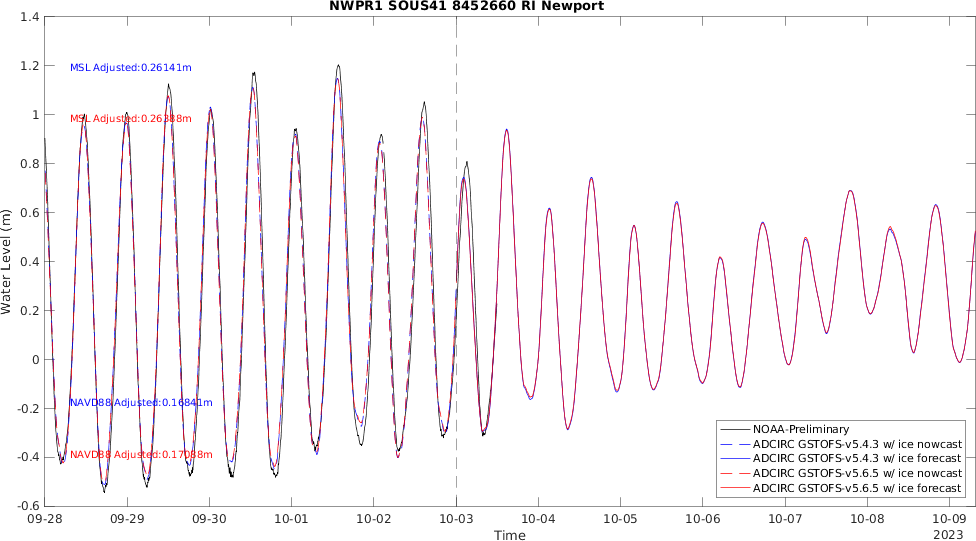 NWPR1 SOUS41 8452660 RI Newport
1.4
1.2
1
0.8
0.6
0.4
0.2
0
-0.2
-0.4
-0.6
Water Level (m)
MSL Adjusted:0.26141m
MSL Adjusted:0.26388m
NAVD88 Adjusted:0.16841m
NAVD88 Adjusted:0.17088m
NOAA-Preliminary
ADCIRC GSTOFS-v5.4.3 w/ ice nowcast
ADCIRC GSTOFS-v5.4.3 w/ ice forecast
ADCIRC GSTOFS-v5.6.5 w/ ice nowcast
ADCIRC GSTOFS-v5.6.5 w/ ice forecast
09-28 09-29 09-30 10-01 10-02 10-03 10-04 10-05 10-06 10-07 10-08 10-09
Time
2023